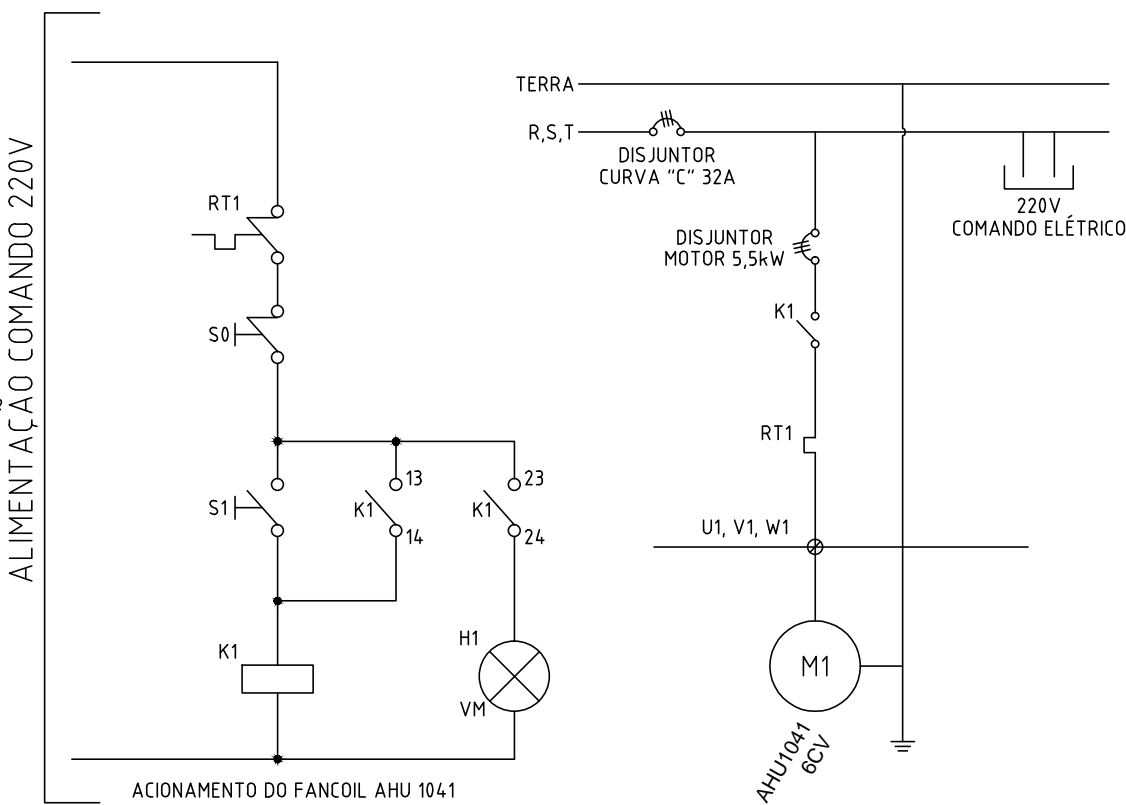 ALIMENTAÇÃO COMANDO 220V
RT1
S0
S1
13
K1
14
23
K1
24
K1
H1
VM
ACIONAMENTO DO FANCOIL AHU 1041
TERRA
R,S,T
DISJUNTOR
CURVA "C" 32A
220V
COMANDO ELÉTRICO
DISJUNTOR
MOTOR 5,5kW
K1
RT1
U1, V1, W1
M1
AHU1041
6CV